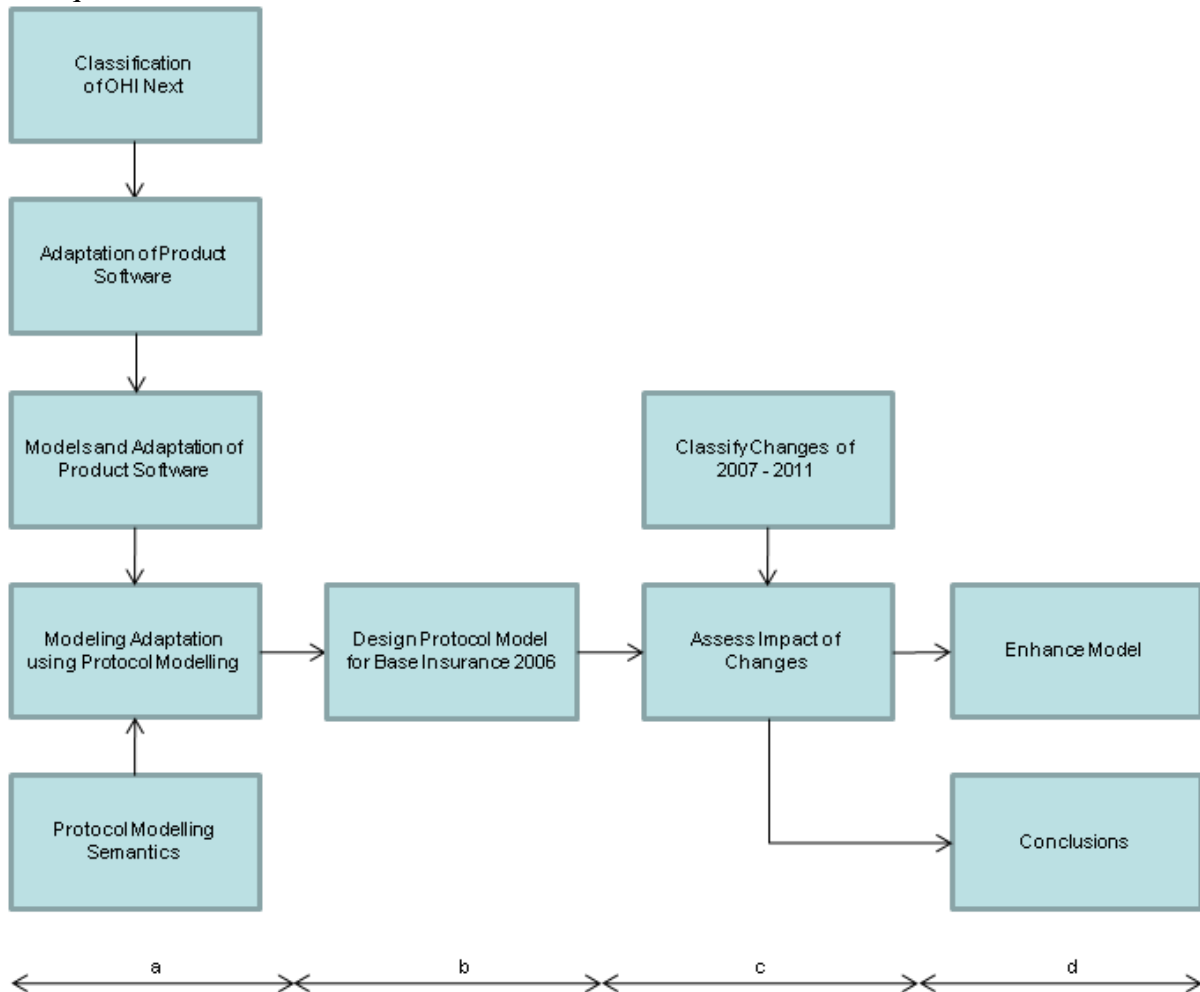 Classification
of OHI Next
Adaptation of Product
Software
Models and Adaptation of
Product Software
Classify Changes of
2007 - 2011
Modeling Adaptation
using Protocol Modelling
Design Protocol Model
for Base Insurance 2006
Assess Impact of
Changes
Enhance Model
Protocol Modelling
Semantics
Conclusions
a
b
c
d